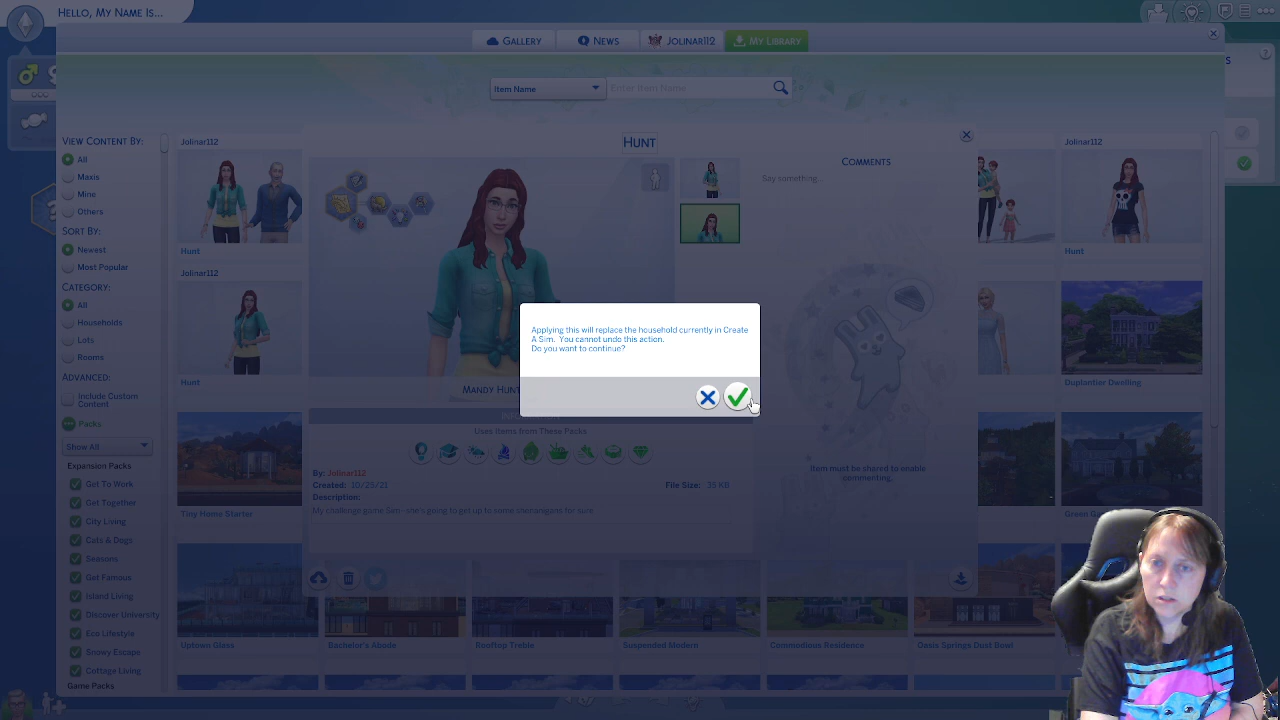 Hello, My Name Is...
Gallery
News
Jolinar112
My Library
Item Name
Enter Item Name
View Content By:
All
Maxis
Mine
Others
Sort By:
Newest
Most Popular
Category:
All
Households
Lots
Rooms
Advanced:
Include Custom
Content
Packs
Show All
Expansion Packs
Get To Work
Get Together
City Living
Cats & Dogs
Seasons
Get Famous
Island Living
Discover University
Eco Lifestyle
Snowy Escape
Cottage Living
Game Packs
Jolinar112
Hunt
Jolinar112
Hunt
Tiny Home Starter
Uptown Glass
Bachelor's Abode
Rooftop Treble
Suspended Modern
Commodious Residence
Oasis Springs Dust Bowl
Jolinar112
Hunt
Duplantier Dwelling
Hunt
Mandy Hunt
Uses Items from These Packs
By: Jolinar112
Created: 10/25/21
File Size: 35 KB
Description:
My challenge game Sim - she's going to get up to some shenanigans for sure
Comments
Say something...
Item must be shared to enable
commenting.
Applying this will replace the household currently in Create
A Sim. You cannot undo this action.
Do you want to continue?